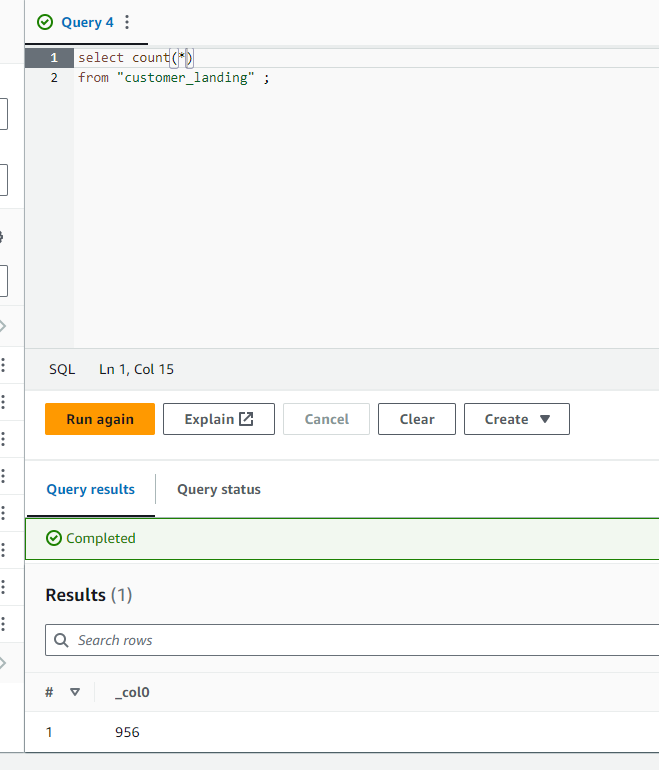 Query 4
1 select count(*)
2 from "customer_landing" ;
SQL Ln 1, Col 15
Run again Explain Cancel Clear Create
Query results Query status
Completed
Results (1)
Search rows
# _col0
1 956